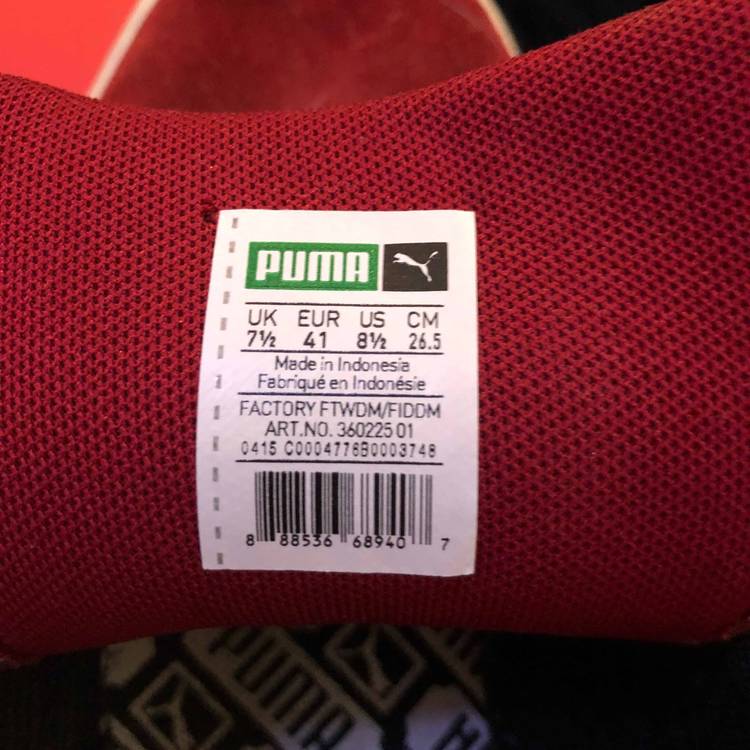 PUMA
UK EUR US CM
7½ 41 8½ 26.5
Made in Indonesia
Fabriqué en Indonésie
FACTORY FTWDM/FIDDM
ART.NO. 360225 01
0415 C0004776B0003748
8 88536 68940 7
PUMA